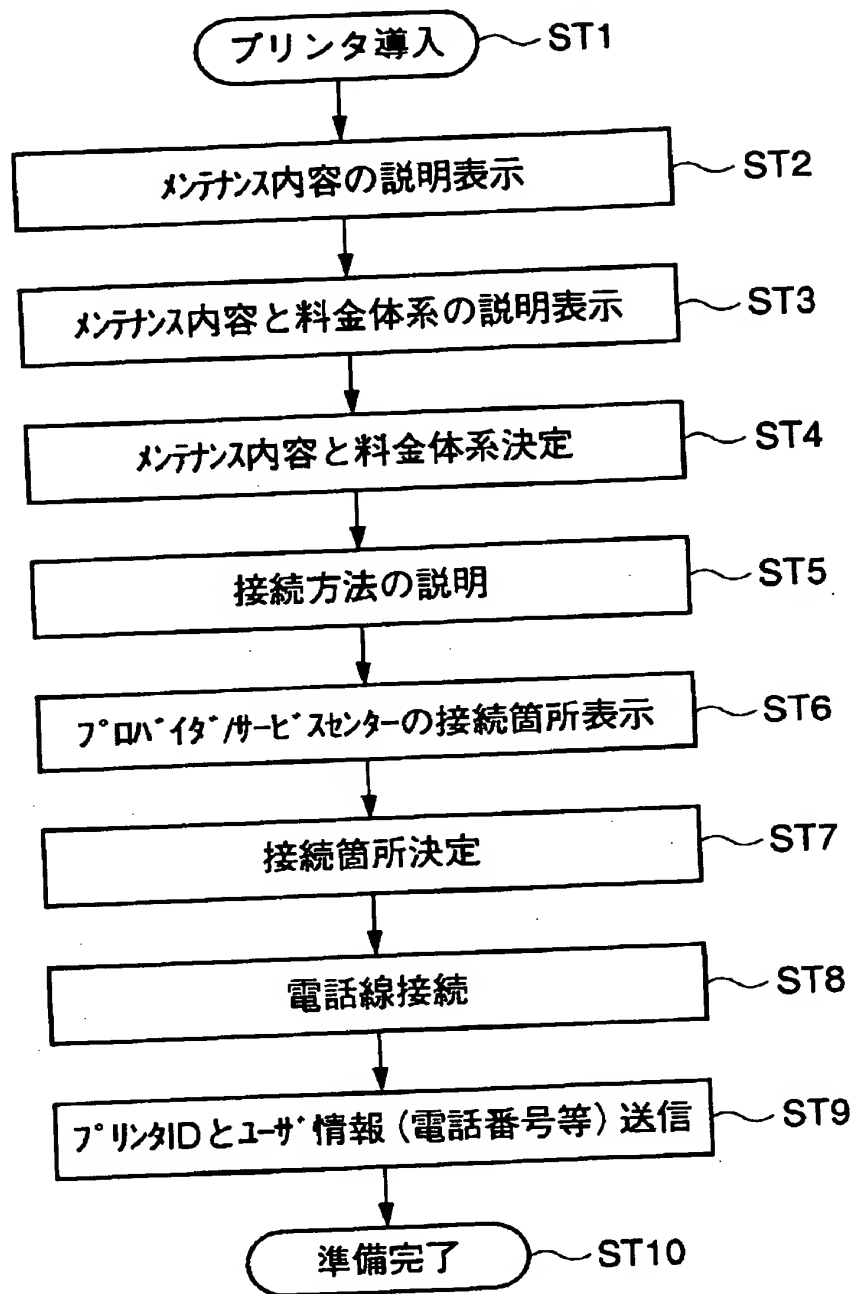 プリンタ導入 ST1
ﾒﾝﾃﾅﾝｽ内容の説明表示 ST2
ﾒﾝﾃﾅﾝｽ内容と料金体系の説明表示 ST3
ﾒﾝﾃﾅﾝｽ内容と料金体系決定 ST4
接続方法の説明 ST5
ﾌﾟﾛﾊﾞｲﾀﾞ/ｻｰﾋﾞｽｾﾝﾀｰの接続箇所表示 ST6
接続箇所決定 ST7
電話線接続 ST8
ﾌﾟﾘﾝﾀIDとﾕｰｻﾞ情報(電話番号等)送信 ST9
準備完了 ST10